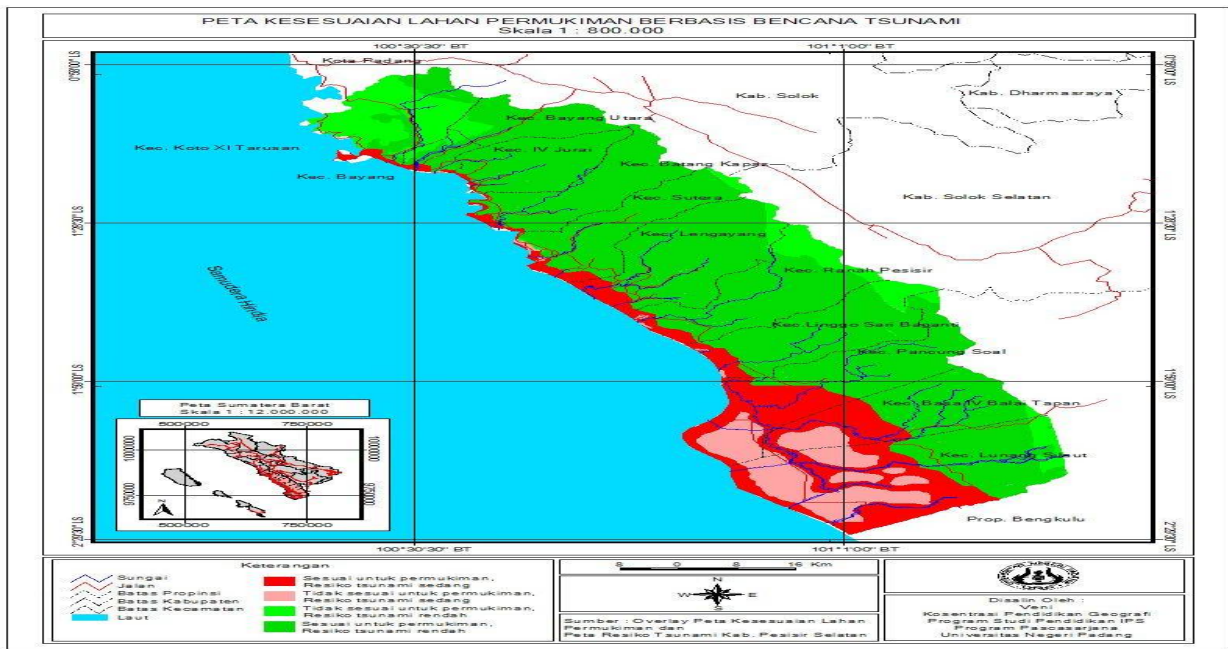 PETA KESESUAIAN LAHAN PERMUKIMAN BERBASIS BENCANA TSUNAMI
Skala 1 : 800.000
100°30'30" BT
101°1'00" BT
Kota Padang
Kab. Solok
Kab. Dharmasraya
Kec. Bayang Utara
Kec. Koto XI Tarusan
Kec. IV Jurai
Kec. Batang Kapas
Kec. Bayang
Kec. Sutera
Kab. Solok Selatan
Kec. Lengayang
Samudera Hindia
Kec. Ranah Pesisir
Kec. Linggo Sari Baganti
Kec. Pancung Soal
Kec. Basa IV Balai Tapan
Kec. Lunang Silaut
Prop. Bengkulu
Peta Sumatera Barat
Skala 1 : 12.000.000
500000
750000
N
500000
750000
100°30'30" BT
101°1'00" BT
Keterangan
Sungai
Jalan
Batas Propinsi
Batas Kabupaten
Batas Kecamatan
Laut
Sesuai untuk permukiman,
Resiko tsunami sedang
Tidak sesuai untuk permukiman,
Resiko tsunami sedang
Tidak sesuai untuk permukiman,
Resiko tsunami rendah
Sesuai untuk permukiman,
Resiko tsunami rendah
8 0 8 16 Km
N
W E
S
Sumber : Overlay Peta Kesesuaian Lahan
Permukiman dan
Peta Resiko Tsunami Kab. Pesisir Selatan
Disalin Oleh :
Veni
Kosentrasi Pendidikan Geografi
Program Studi Pendidikan IPS
Program Pascasarjana
Universitas Negeri Padang